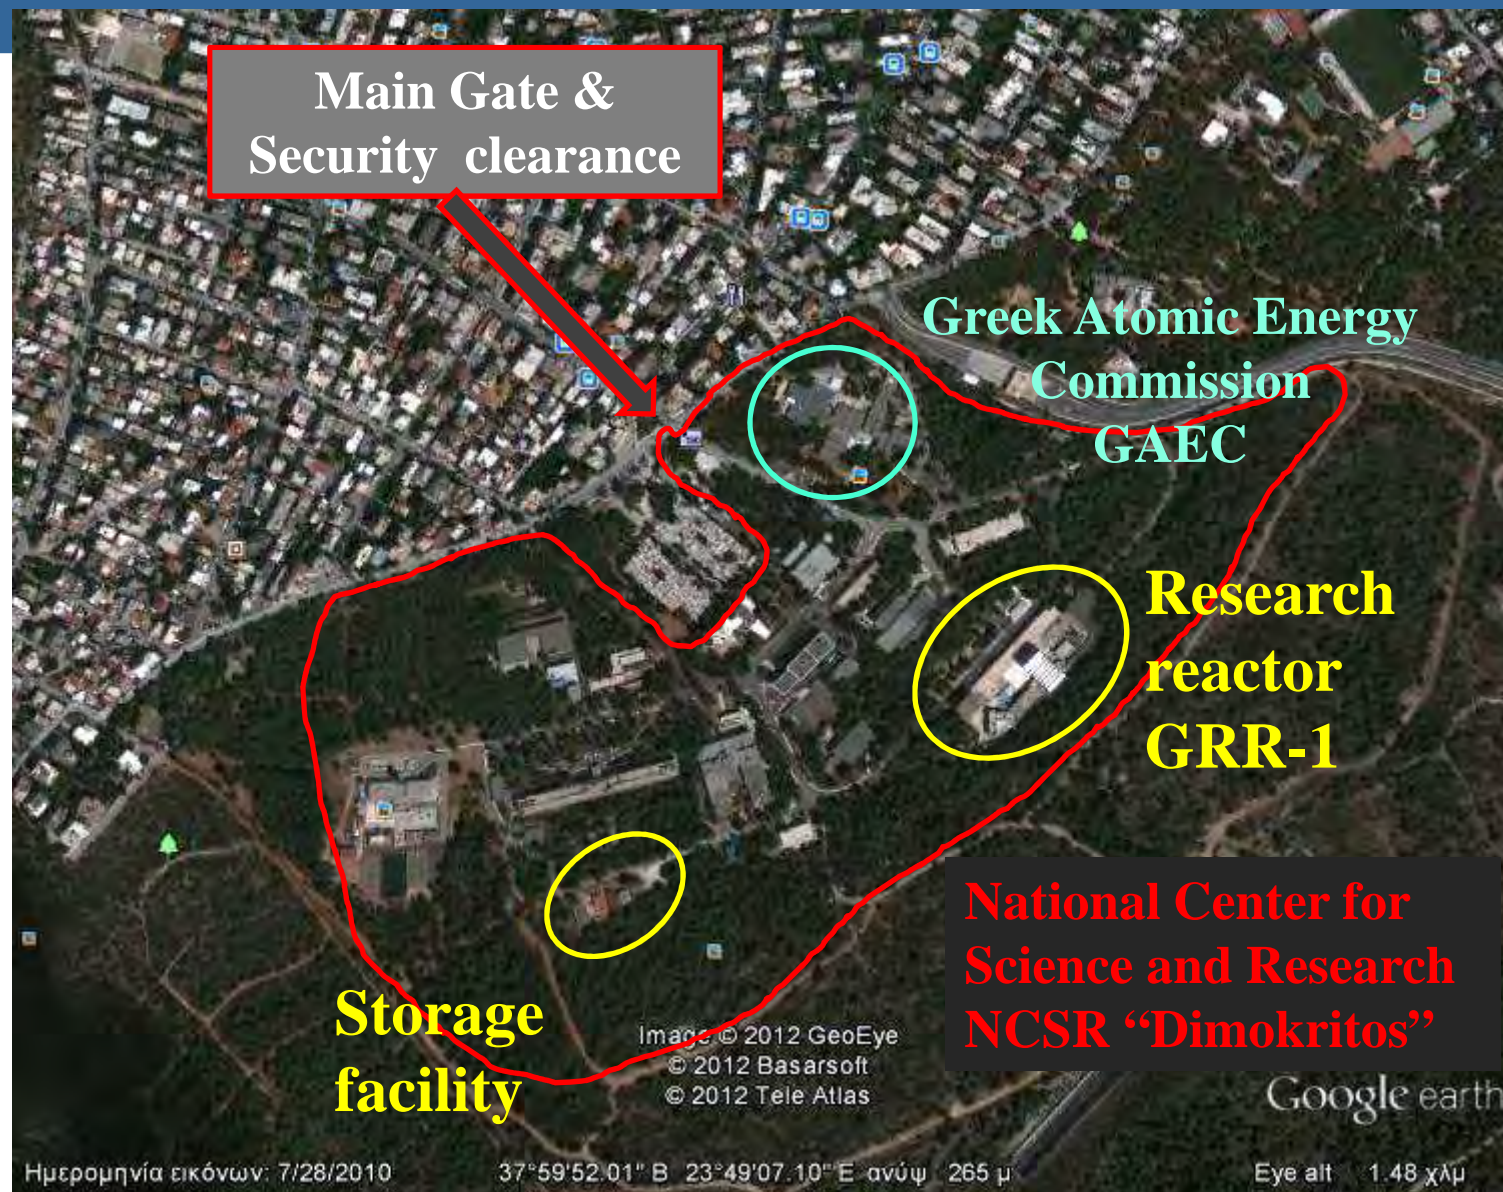 Main Gate &
Security clearance
Greek Atomic Energy
Commission
GAEC
Research
reactor
GRR-1
National Center for
Science and Research
NCSR “Dimokritos”
Storage
facility
Image © 2012 GeoEye
© 2012 Basarsoft
© 2012 Tele Atlas
Google earth
Ημερομηνία εικόνων: 7/28/2010 37°59'52.01" Β 23°49'07.10" Ε ανύψ 265 μ Eye alt 1.48 χλμ